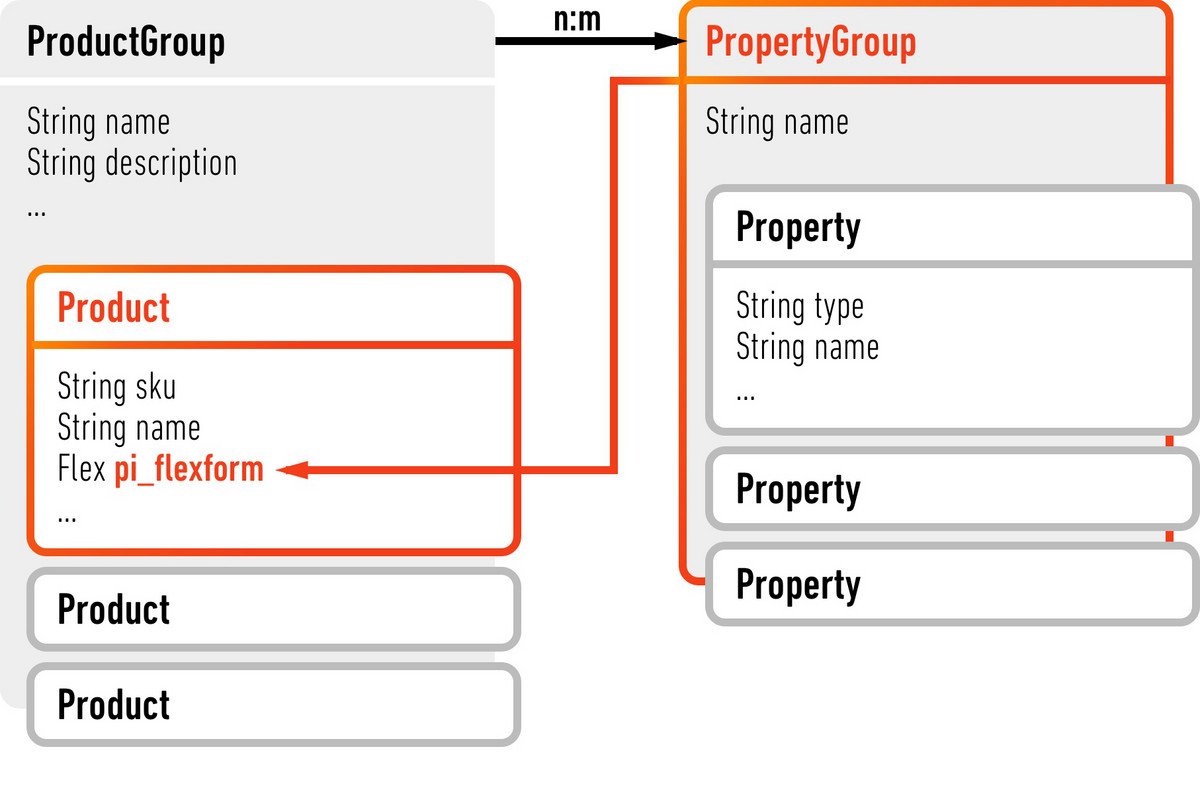 ProductGroup
String name
String description
...
Product
String sku
String name
Flex pi_flexform
...
Product
Product
n:m
PropertyGroup
String name
Property
String type
String name
...
Property
Property